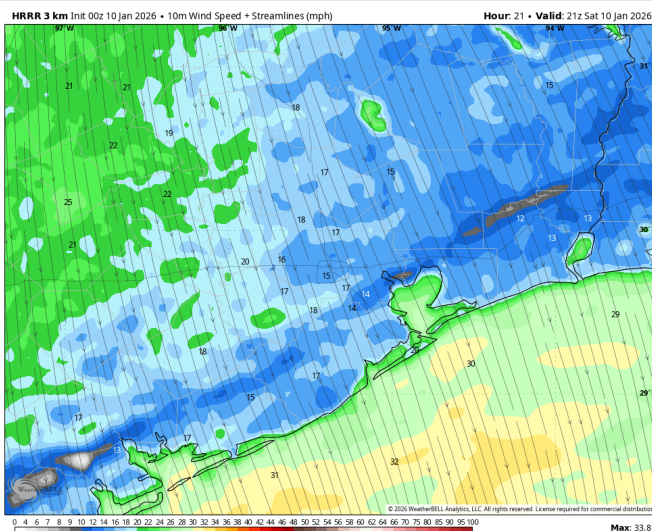 HRRR 3 km Init 00z 10 Jan 2026 • 10m Wind Speed + Streamlines (mph) Hour: 21 • Valid: 21z Sat 10 Jan 2026
97°W 96°W 95°W 94°W
31
21 21 15
18
19
22
17 15
22
25
18 12 13
17 30
21 13
20 16
15
17 17 14
18 14
29
20
18
30
17
29
15
17
17
13
32
31
WeatherBELL
© 2026 WeatherBELL Analytics, LLC. All rights reserved. License required for commercial distribution
0 4 5 6 7 8 9 10 12 14 16 18 20 22 24 26 28 30 32 34 36 38 40 42 44 46 48 50 52 54 56 58 60 65 70 75 80 85 90 95 100
Max: 33.8